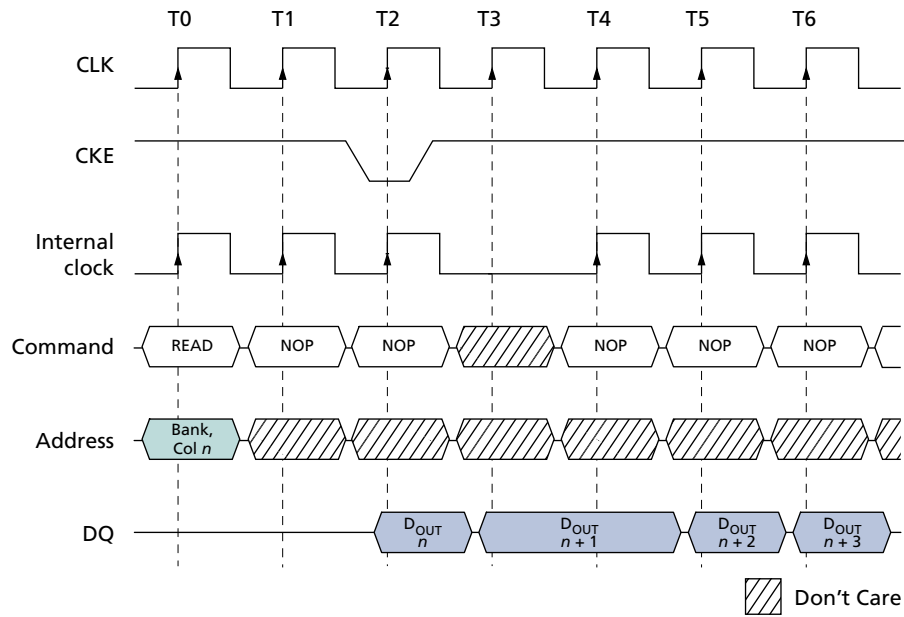 T0 T1 T2 T3 T4 T5 T6
CLK
CKE
Internal
clock
Command READ NOP NOP NOP NOP NOP
Address Bank,
Col n
DQ DOUT DOUT DOUT DOUT
n n + 1 n + 2 n + 3
Don't Care